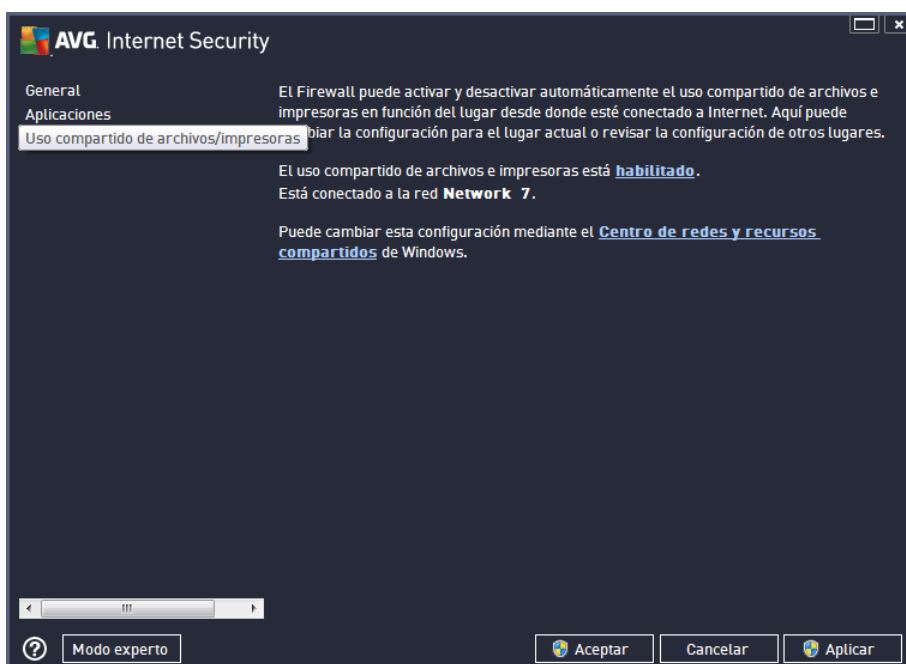 AVG. Internet Security
General
Aplicaciones
Uso compartido de archivos/impresoras
El Firewall puede activar y desactivar automáticamente el uso compartido de archivos e
impresoras en función del lugar desde donde esté conectado a Internet. Aquí puede
biar la configuración para el lugar actual o revisar la configuración de otros lugares.
El uso compartido de archivos e impresoras está habilitado.
Está conectado a la red Network 7.
Puede cambiar esta configuración mediante el Centro de redes y recursos
compartidos de Windows.
Modo experto
Aceptar
Cancelar
Aplicar